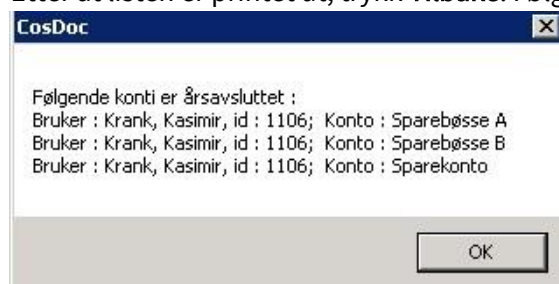 CosDoc
Følgende konti er årsavsluttet :
Bruker : Krank, Kasimir, id : 1106; Konto : Sparebøsse A
Bruker : Krank, Kasimir, id : 1106; Konto : Sparebøsse B
Bruker : Krank, Kasimir, id : 1106; Konto : Sparekonto
OK